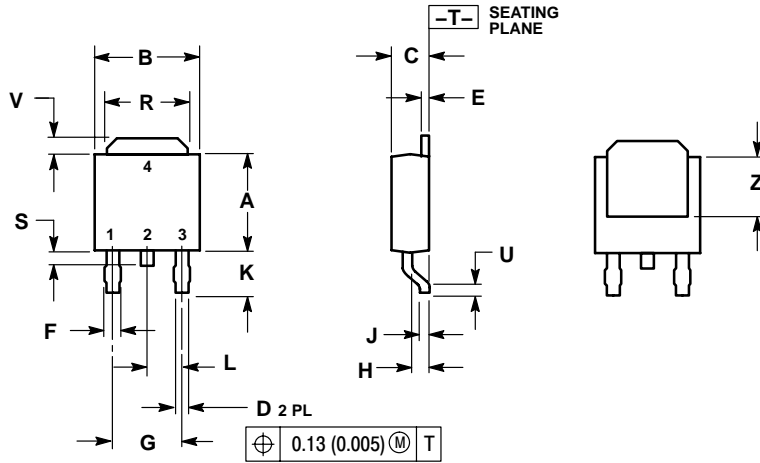 –T– SEATING
PLANE
B
C
V
R
E
4
Z
A
S
1 2 3
U
K
F
J
L
H
D 2 PL
G
⌖ 0.13 (0.005) Ⓜ T